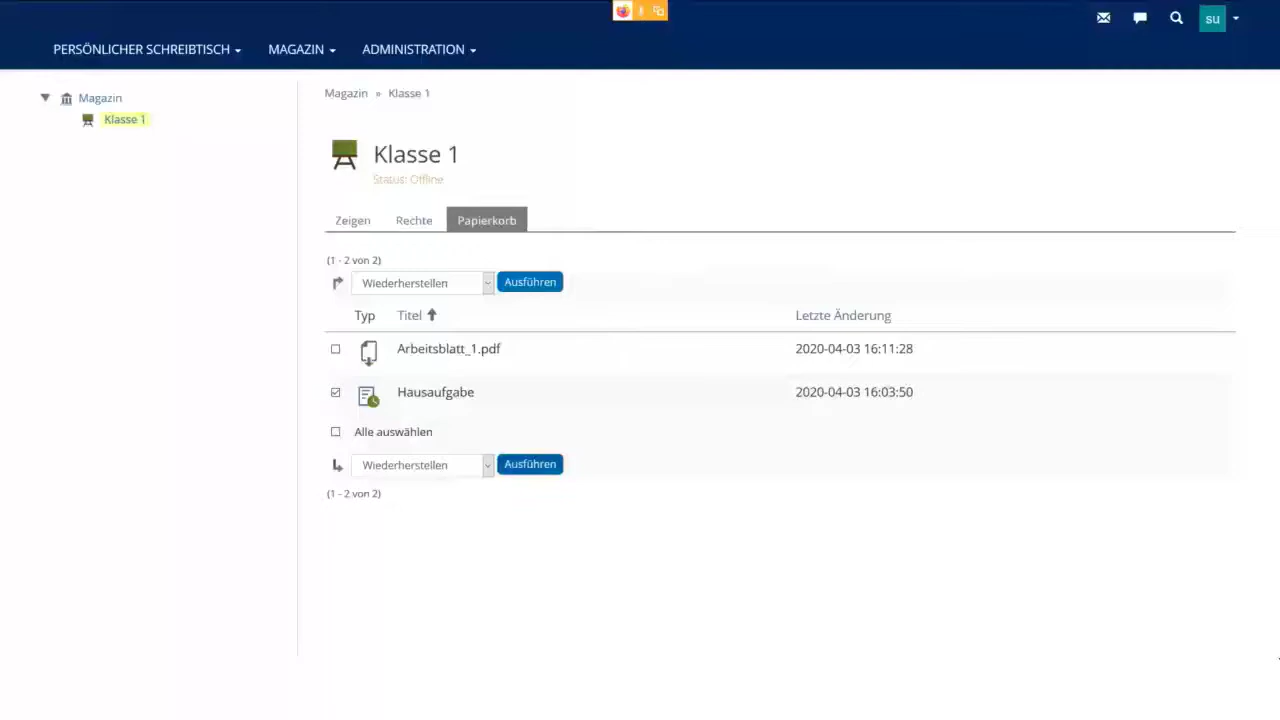 su
PERSÖNLICHER SCHREIBTISCH MAGAZIN ADMINISTRATION
Magazin
Klasse 1
Magazin » Klasse 1
Klasse 1
Status: Offline
Zeigen Rechte Papierkorb
(1 - 2 von 2)
Wiederherstellen Ausführen
Typ Titel Letzte Änderung
Arbeitsblatt_1.pdf 2020-04-03 16:11:28
Hausaufgabe 2020-04-03 16:03:50
Alle auswählen
Wiederherstellen Ausführen
(1 - 2 von 2)